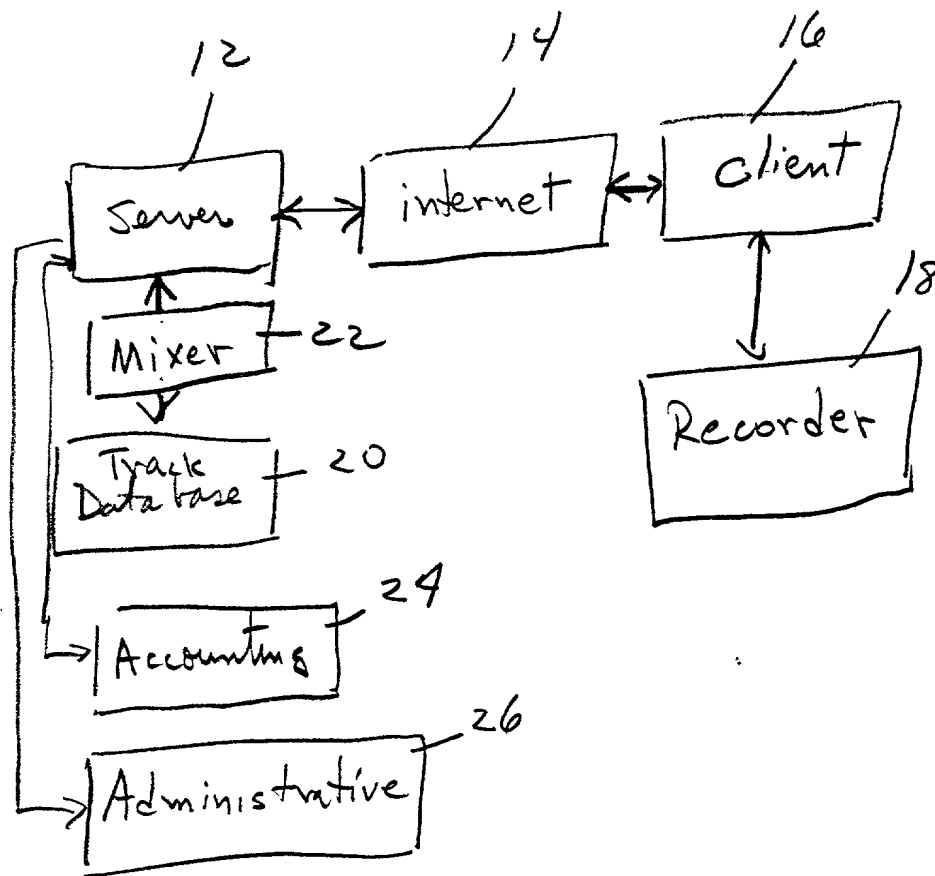 12
14
16
Server
internet
client
18
Mixer
22
Recorder
Track
Database
20
24
Accounting
26
Administrative